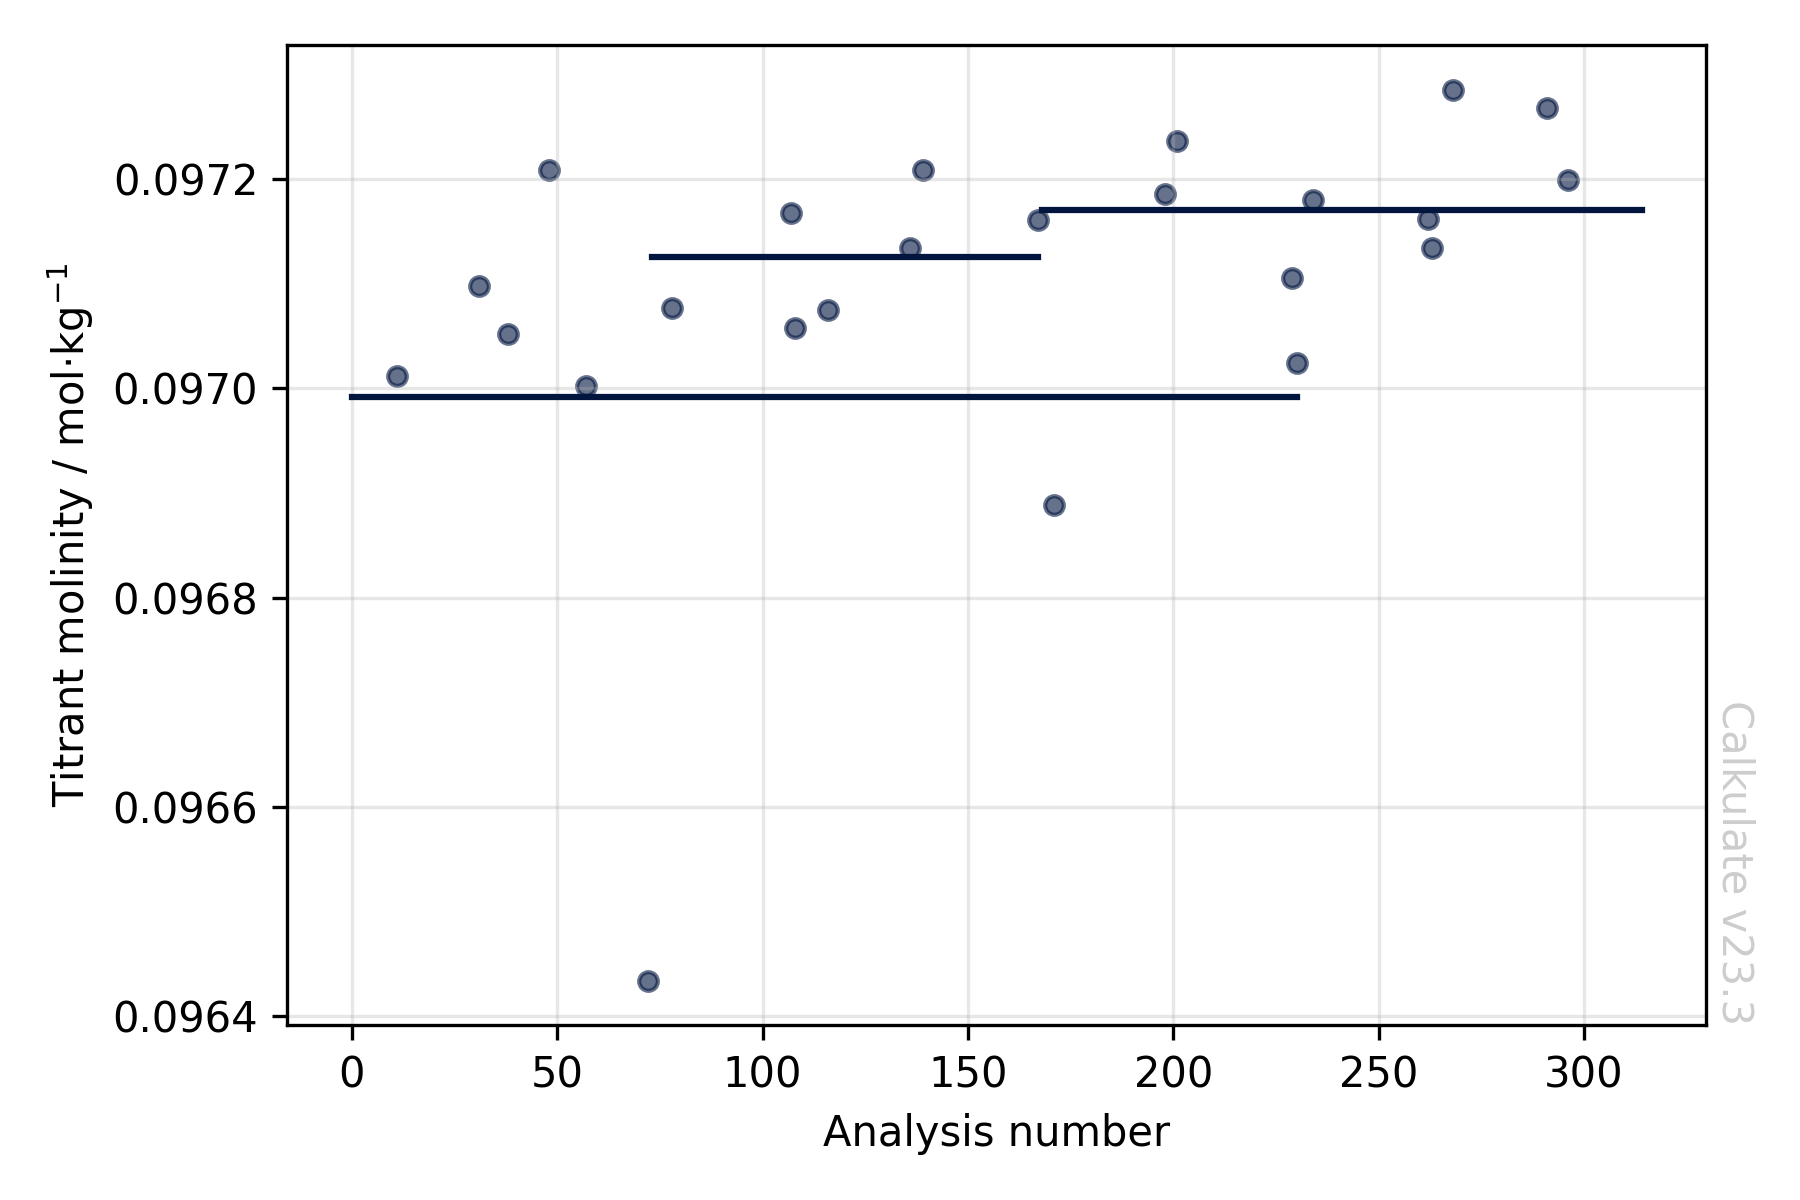 Titrant molinity / mol·kg⁻¹
0.0972
0.0970
0.0968
0.0966
0.0964
0 50 100 150 200 250 300
Analysis number
Calkulate v23.3